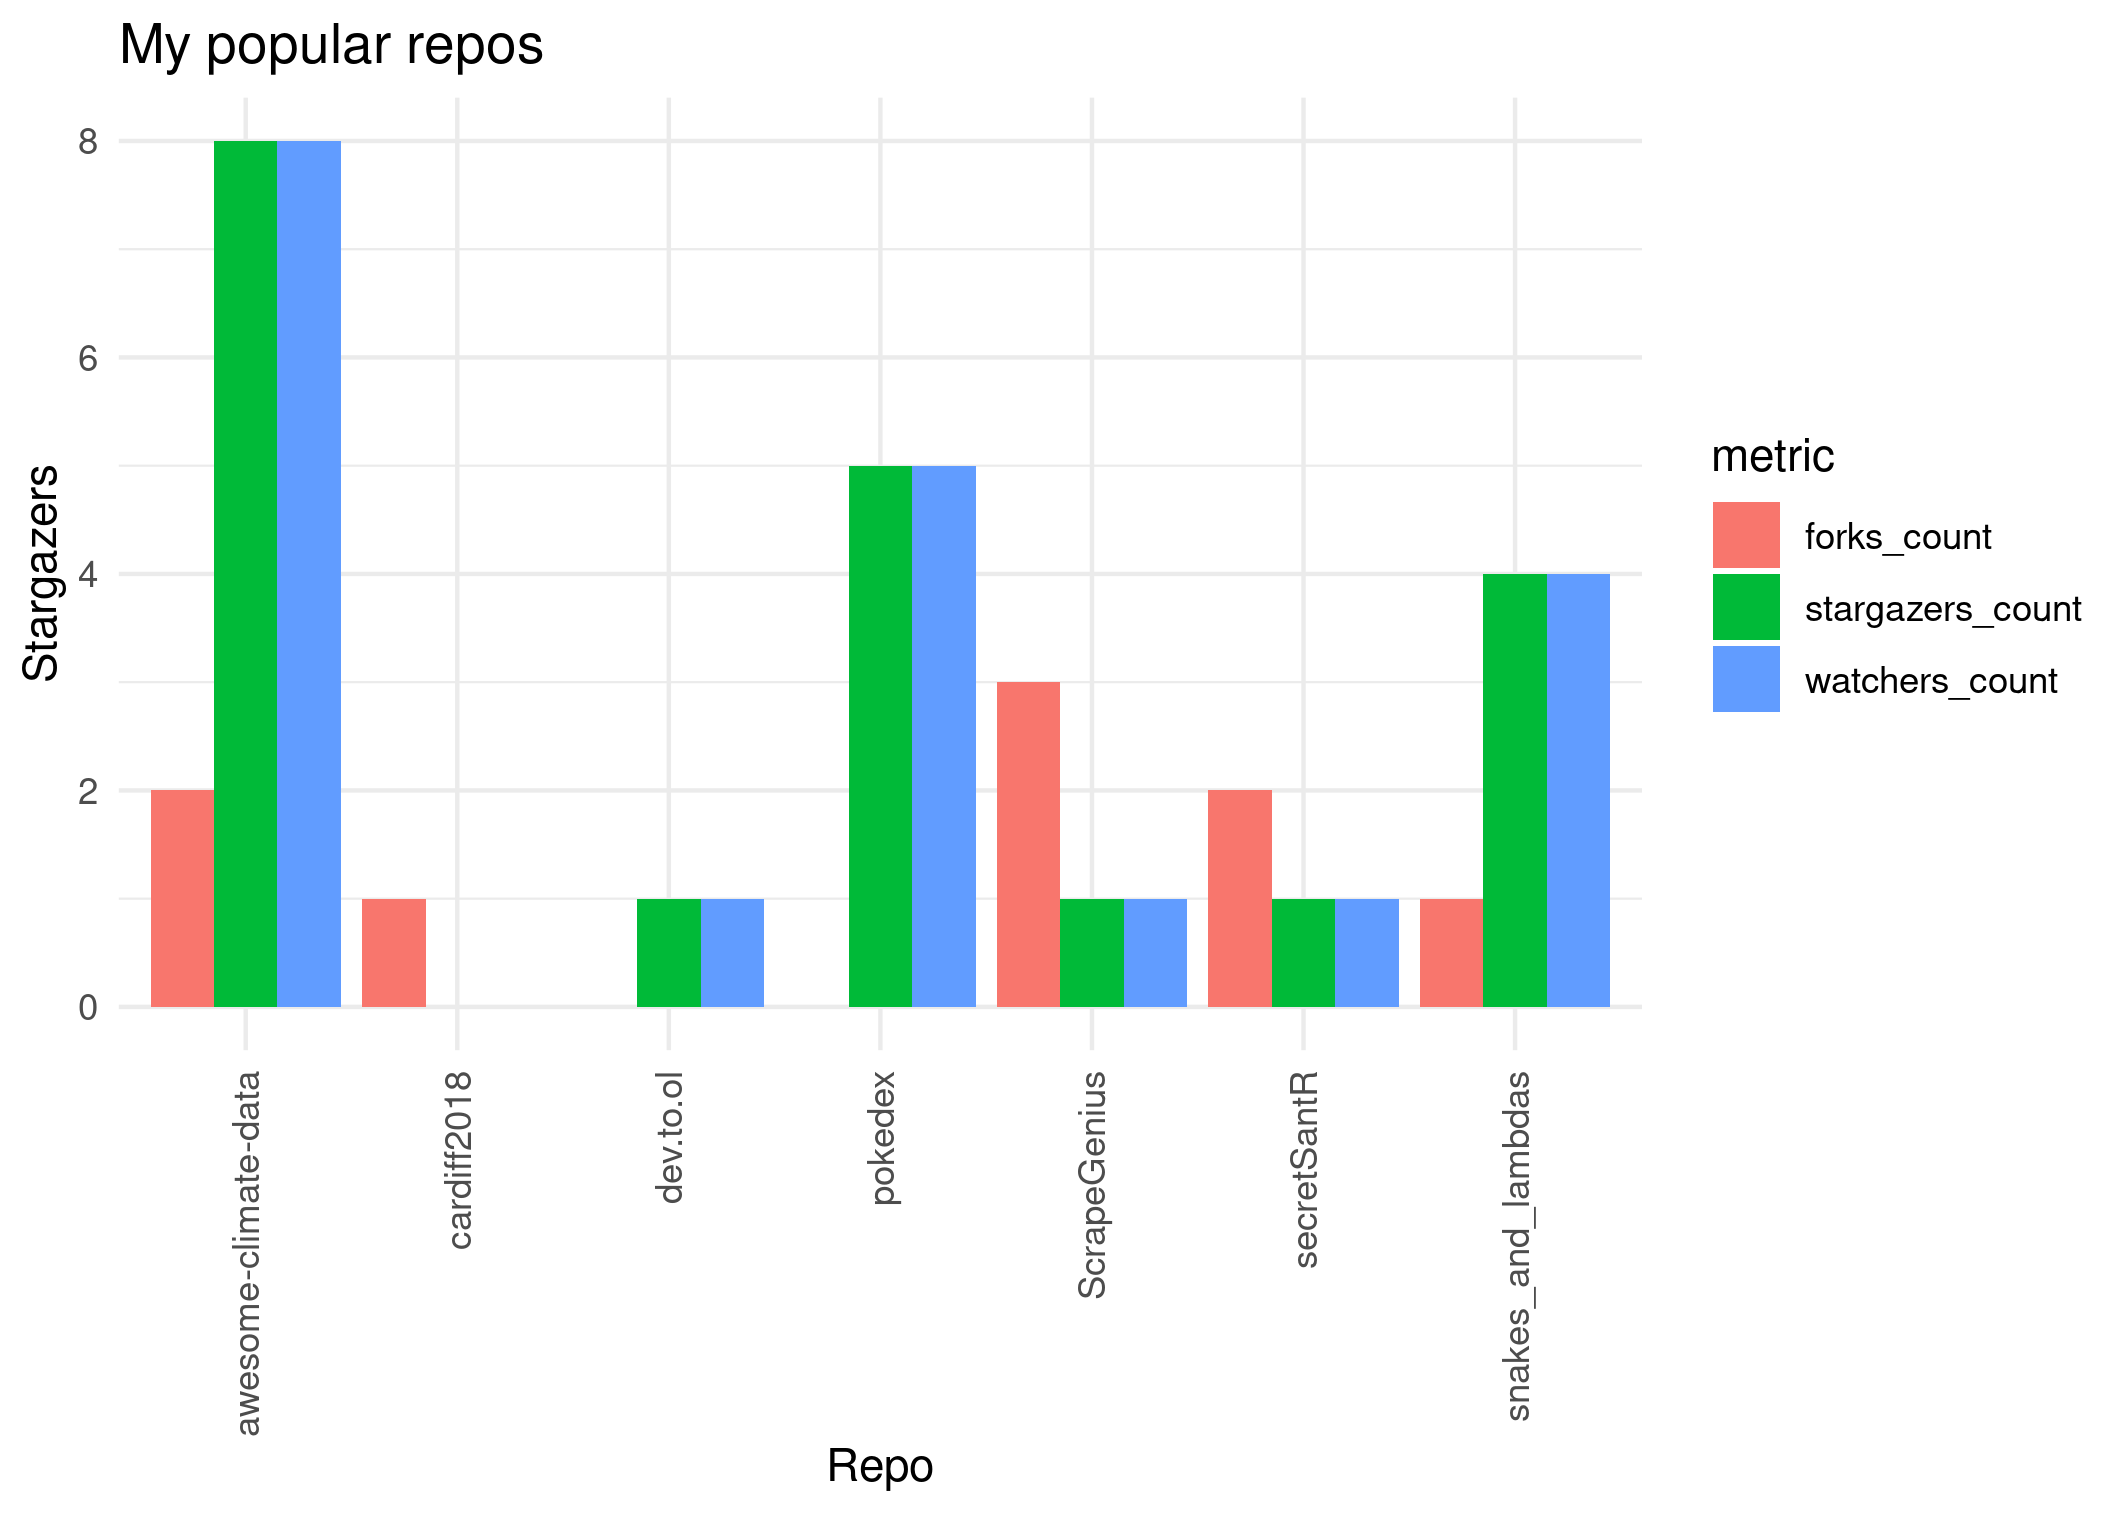 My popular repos
8
6
4
2
0
Stargazers
awesome-climate-data
cardiff2018
dev.to.ol
pokedex
ScrapeGenius
secretSantR
snakes_and_lambdas
Repo
metric
forks_count
stargazers_count
watchers_count